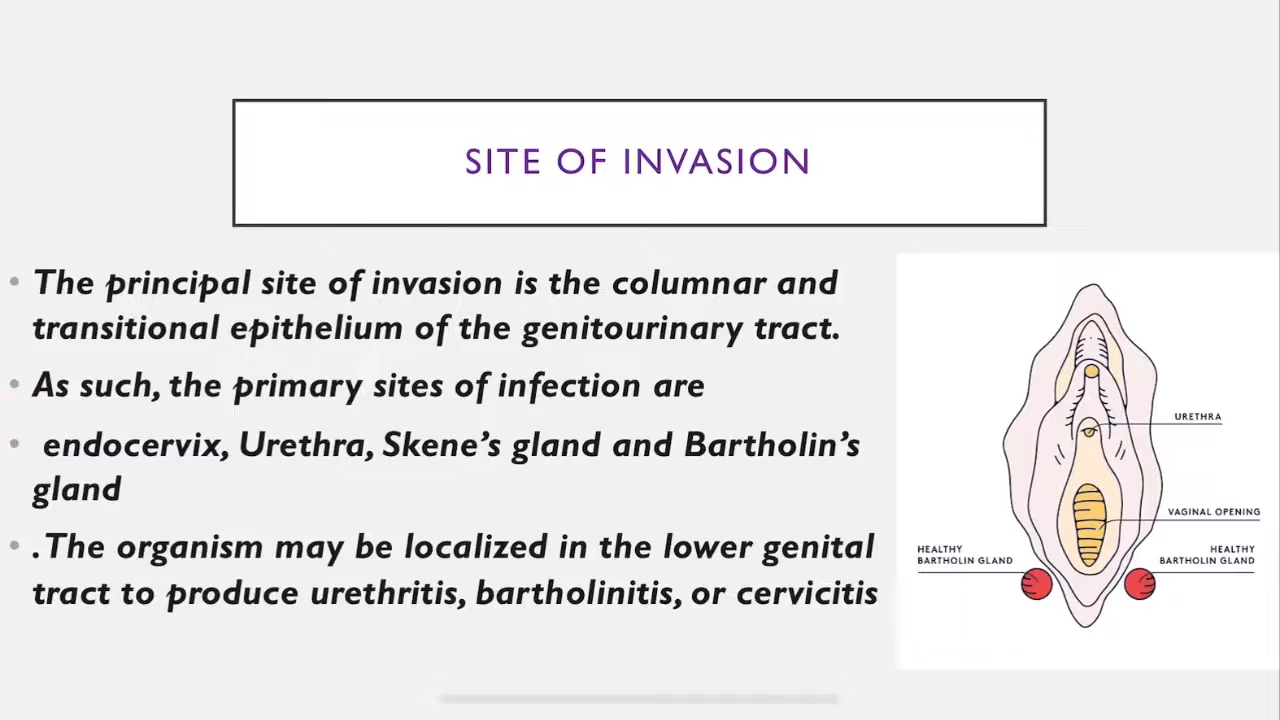 SITE OF INVASION
• The principal site of invasion is the columnar and
transitional epithelium of the genitourinary tract.
• As such, the primary sites of infection are
• endocervix, Urethra, Skene's gland and Bartholin's
gland
• . The organism may be localized in the lower genital
tract to produce urethritis, bartholinitis, or cervicitis
URETHRA
VAGINAL OPENING
HEALTHY
BARTHOLIN GLAND
HEALTHY
BARTHOLIN GLAND